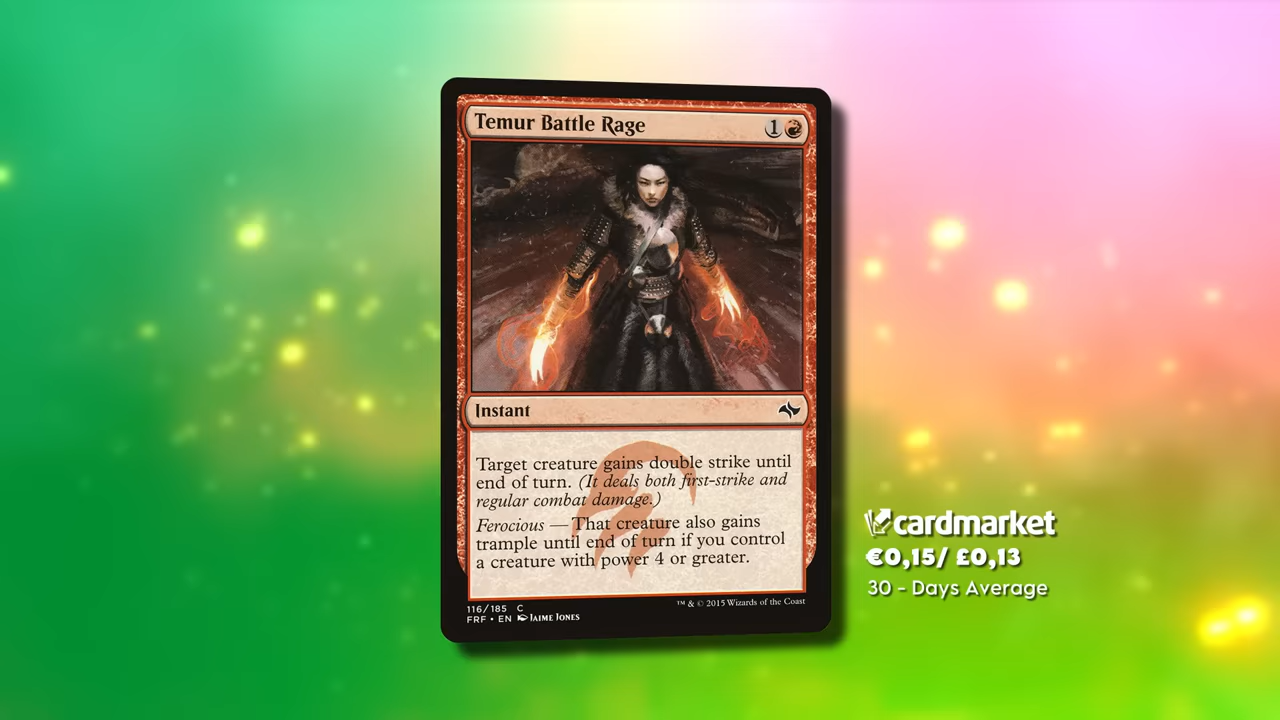 Temur Battle Rage 1
Instant
Target creature gains double strike until
end of turn. (It deals both first-strike and
regular combat damage.)
Ferocious — That creature also gains
trample until end of turn if you control
a creature with power 4 or greater.
116/185 C
FRF • EN JAIME JONES
™ & © 2015 Wizards of the Coast
cardmarket
€0,15/ £0,13
30 - Days Average